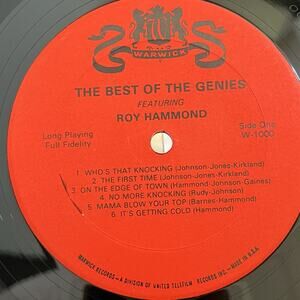 WARWICK
THE BEST OF THE GENIES
FEATURING
ROY HAMMOND
Long Playing
Full Fidelity
Side One
W-1000
1 WHO'S THAT KNOCKING (Johnson-Jones-Kirkland)
2 THE FIRST TIME (Johnson-Jones-Kirkland)
3 ON THE EDGE OF TOWN (Hammond-Johnson-Gaines)
4 NO MORE KNOCKING (Rudy-Johnson)
5 MAMA BLOW YOUR TOP (Barnes-Hammond)
6 IT'S GETTING COLD (Hammond-Johnson)
WARWICK RECORDS—A DIVISION OF UNITED TELEFILM RECORDS INC.—MADE IN U.S.A.